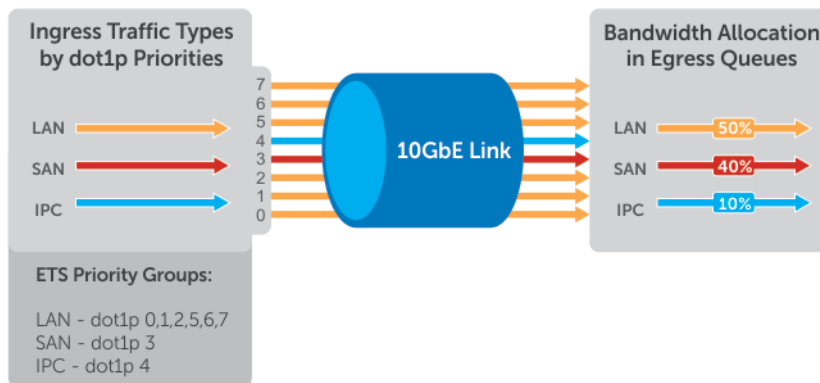 Ingress Traffic Types
by dot1p Priorities
LAN
SAN
IPC
7
6
5
4
3
2
1
0
10GbE Link
Bandwidth Allocation
in Egress Queues
LAN 50%
SAN 40%
IPC 10%
ETS Priority Groups:
LAN - dot1p 0,1,2,5,6,7
SAN - dot1p 3
IPC - dot1p 4